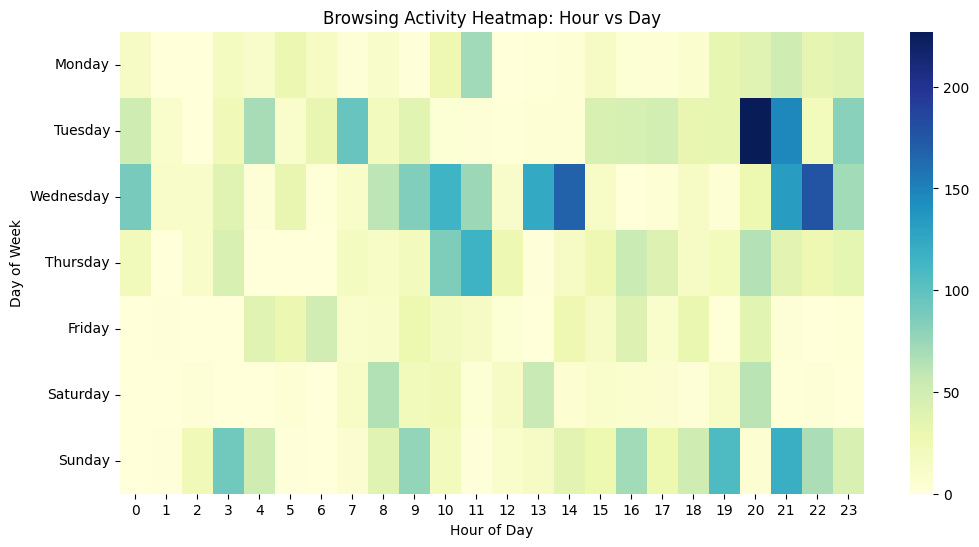 Browsing Activity Heatmap: Hour vs Day
Day of Week
Monday
Tuesday
Wednesday
Thursday
Friday
Saturday
Sunday
0 1 2 3 4 5 6 7 8 9 10 11 12 13 14 15 16 17 18 19 20 21 22 23
Hour of Day
200
150
100
50
0